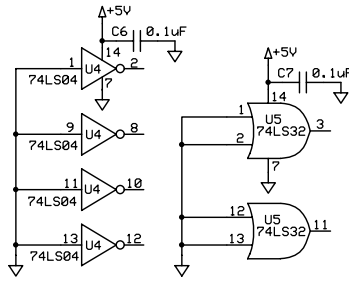 +5V
C6 0.1uF
14
1 U4 2
74LS04
7
9 U4 8
74LS04
11 U4 10
74LS04
13 U4 12
74LS04
+5V
C7 0.1uF
14
1 U5 3
2 74LS32
7
12 U5 11
13 74LS32